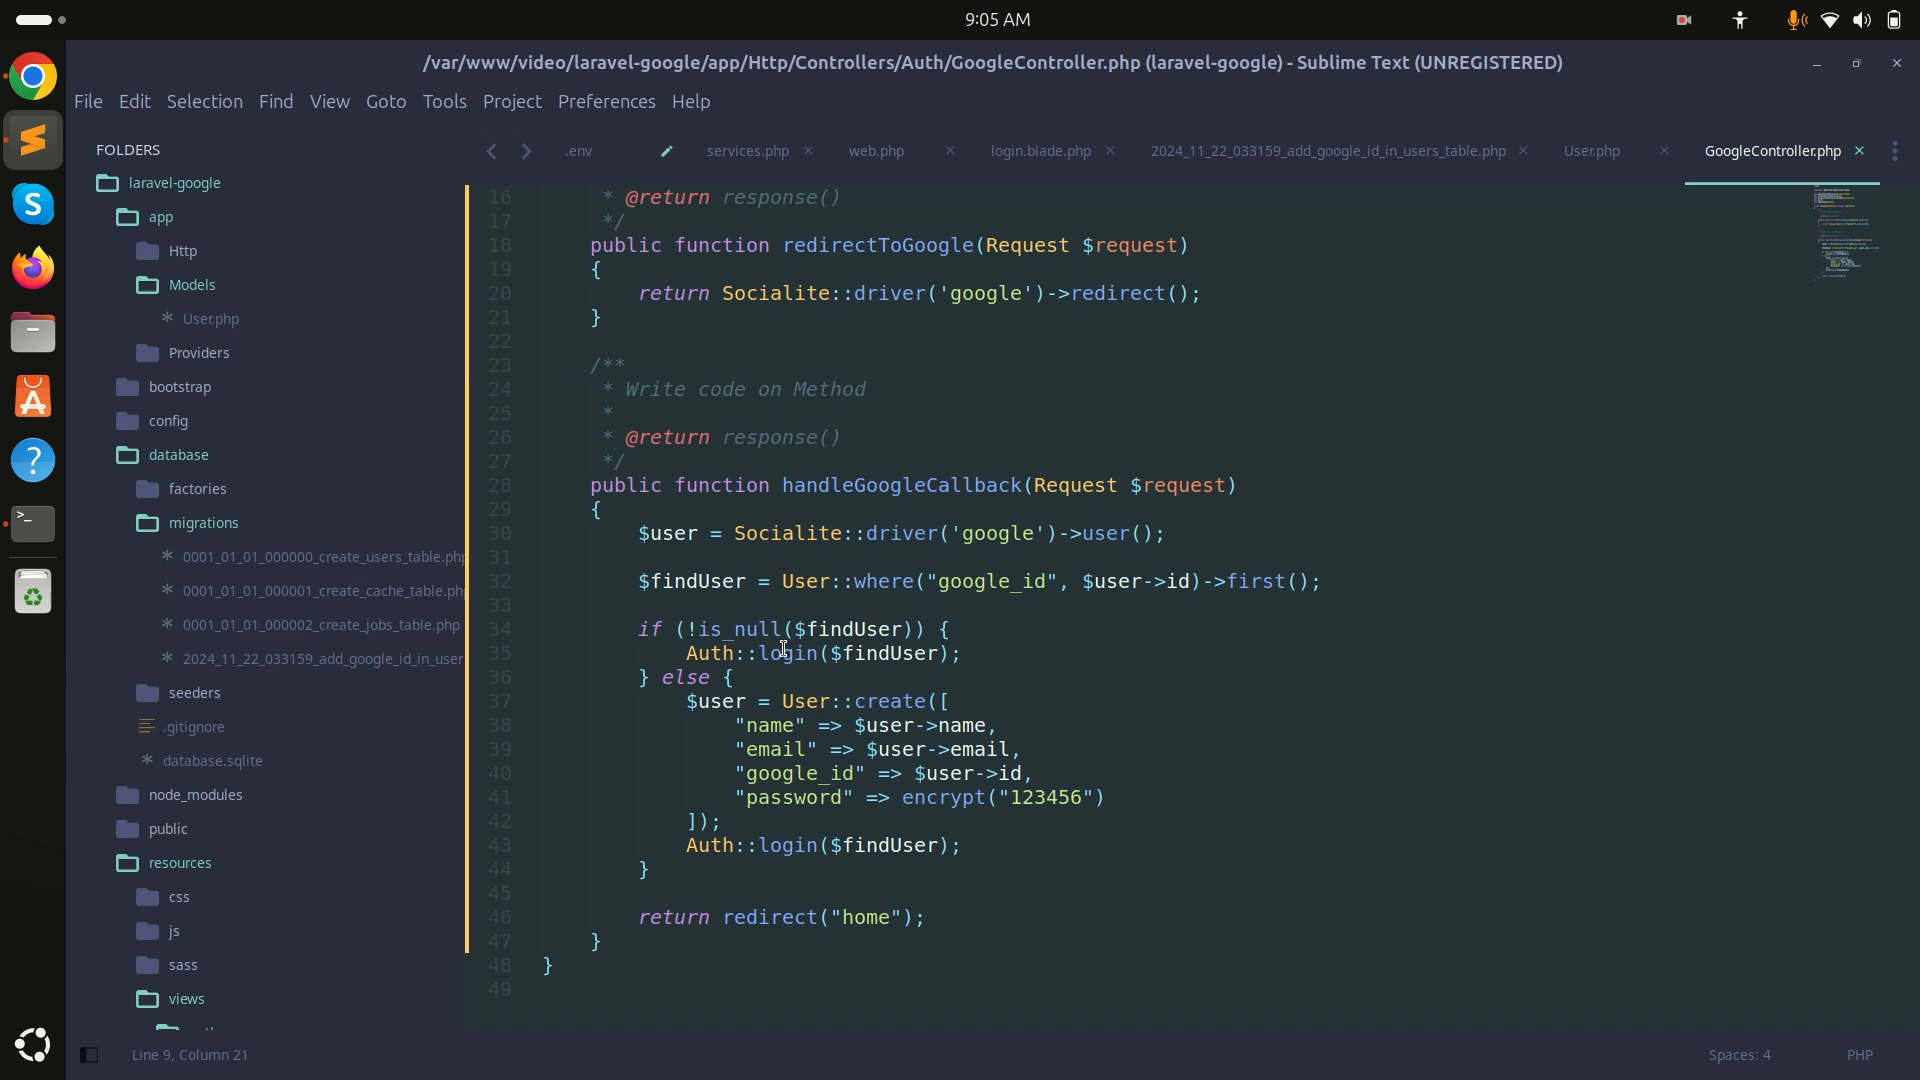 9:05 AM
/var/www/video/laravel-google/app/Http/Controllers/Auth/GoogleController.php (laravel-google) - Sublime Text (UNREGISTERED)
File Edit Selection Find View Goto Tools Project Preferences Help
FOLDERS
laravel-google
app
Http
Models
User.php
Providers
bootstrap
config
database
factories
migrations
0001_01_01_000000_create_users_table.php
0001_01_01_000001_create_cache_table.ph
0001_01_01_000002_create_jobs_table.php
2024_11_22_033159_add_google_id_in_user
seeders
.gitignore
database.sqlite
node_modules
public
resources
css
js
sass
views
.env services.php web.php login.blade.php 2024_11_22_033159_add_google_id_in_users_table.php User.php GoogleController.php
16 * @return response()
17 */
18 public function redirectToGoogle(Request $request)
19 {
20 return Socialite::driver('google')->redirect();
21 }
22
23 /**
24 * Write code on Method
25 *
26 * @return response()
27 */
28 public function handleGoogleCallback(Request $request)
29 {
30 $user = Socialite::driver('google')->user();
31
32 $findUser = User::where("google_id", $user->id)->first();
33
34 if (!is_null($findUser)) {
35 Auth::login($findUser);
36 } else {
37 $user = User::create([
38 "name" => $user->name,
39 "email" => $user->email,
40 "google_id" => $user->id,
41 "password" => encrypt("123456")
42 ]);
43 Auth::login($findUser);
44 }
45
46 return redirect("home");
47 }
48 }
49
Line 9, Column 21 Spaces: 4 PHP